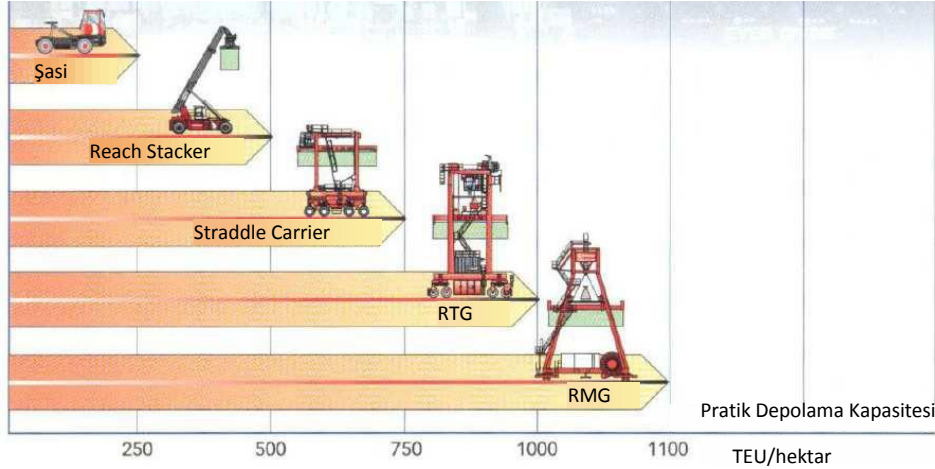 Şasi
Reach Stacker
Straddle Carrier
RTG
RMG
Pratik Depolama Kapasitesi
250 500 750 1000 1100
TEU/hektar